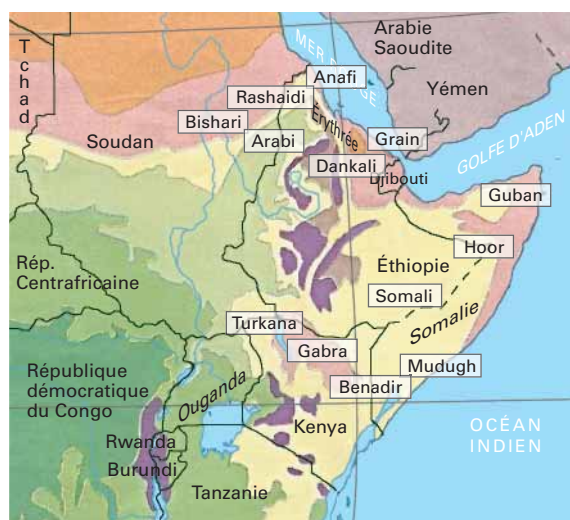 Tchad
Arabie
Saoudite
MER ROUGE
Anafi
Yémen
Rashaidi
Érythrée
Bishari
Soudan
Arabi
Grain
GOLFE D'ADEN
Dankali
Djibouti
Guban
Hoor
Rép.
Centrafricaine
Éthiopie
Somali
Somalie
Turkana
Gabra
Mudugh
République
démocratique
du Congo
Ouganda
Benadir
Kenya
OCÉAN
INDIEN
Rwanda
Burundi
Tanzanie